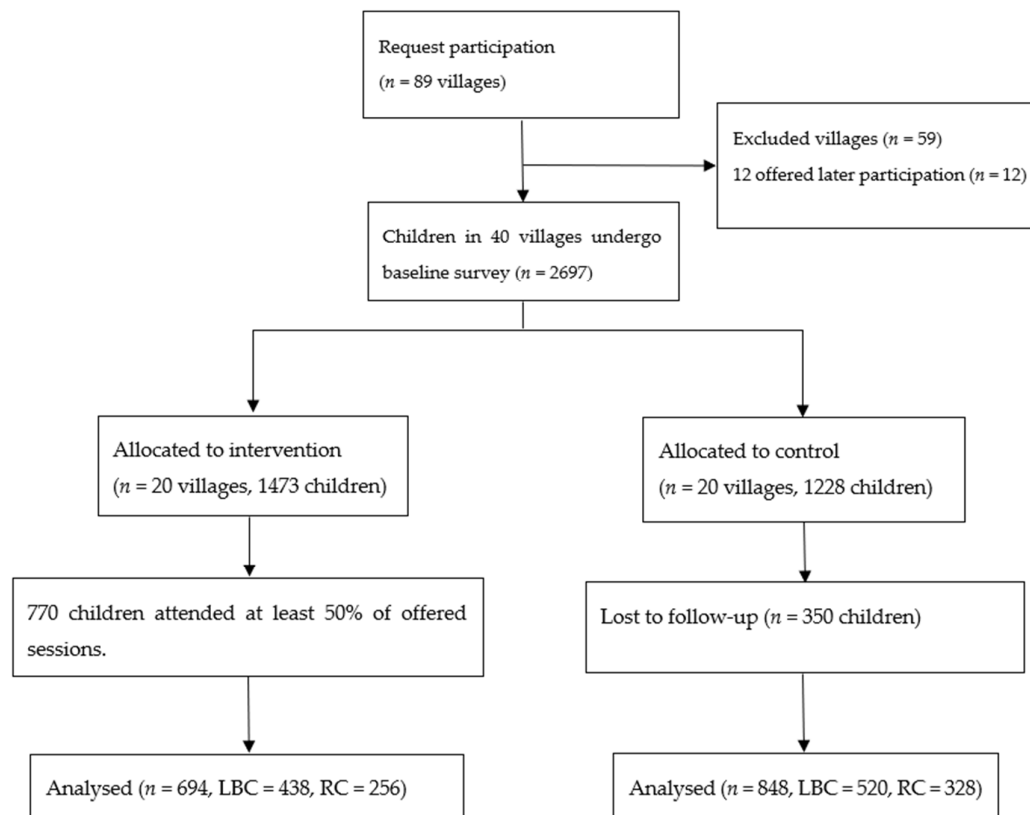 Request participation
(n = 89 villages)
Excluded villages (n = 59)
12 offered later participation (n = 12)
Children in 40 villages undergo
baseline survey (n = 2697)
Allocated to intervention
(n = 20 villages, 1473 children)
Allocated to control
(n = 20 villages, 1228 children)
770 children attended at least 50% of offered
sessions.
Lost to follow-up (n = 350 children)
Analysed (n = 694, LBC = 438, RC = 256)
Analysed (n = 848, LBC = 520, RC = 328)